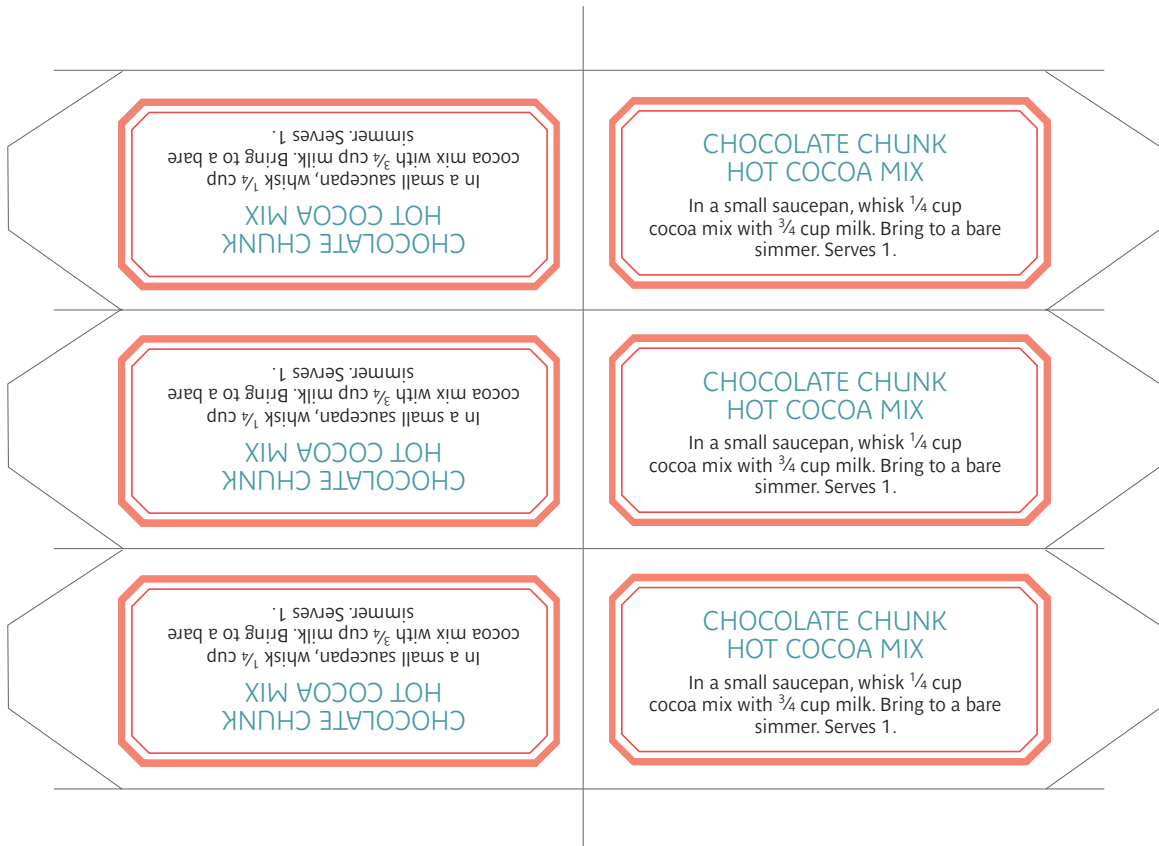 CHOCOLATE CHUNK
HOT COCOA MIX
In a small saucepan, whisk 1/4 cup
cocoa mix with 3/4 cup milk. Bring to a bare
simmer. Serves 1.
CHOCOLATE CHUNK
HOT COCOA MIX
In a small saucepan, whisk 1/4 cup
cocoa mix with 3/4 cup milk. Bring to a bare
simmer. Serves 1.
CHOCOLATE CHUNK
HOT COCOA MIX
In a small saucepan, whisk 1/4 cup
cocoa mix with 3/4 cup milk. Bring to a bare
simmer. Serves 1.
CHOCOLATE CHUNK
HOT COCOA MIX
In a small saucepan, whisk 1/4 cup
cocoa mix with 3/4 cup milk. Bring to a bare
simmer. Serves 1.
CHOCOLATE CHUNK
HOT COCOA MIX
In a small saucepan, whisk 1/4 cup
cocoa mix with 3/4 cup milk. Bring to a bare
simmer. Serves 1.
CHOCOLATE CHUNK
HOT COCOA MIX
In a small saucepan, whisk 1/4 cup
cocoa mix with 3/4 cup milk. Bring to a bare
simmer. Serves 1.